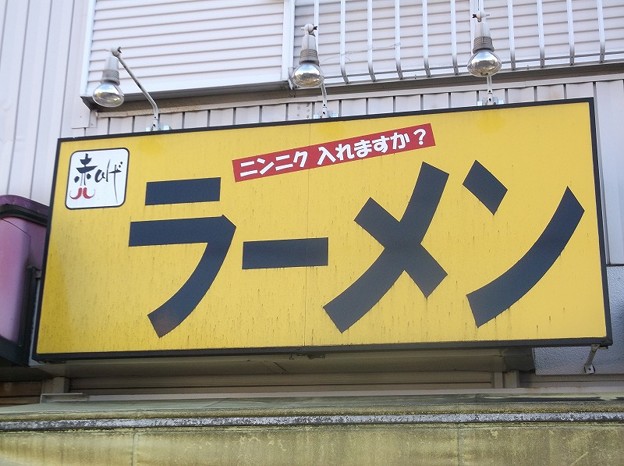 赤ひげ
ニンニク 入れますか?
ラーメン